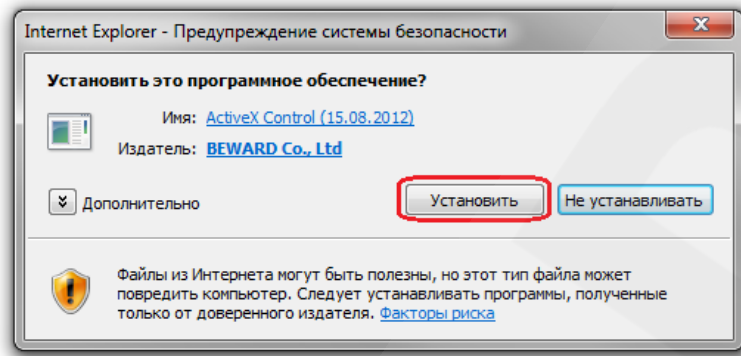 Internet Explorer - Предупреждение системы безопасности
Установить это программное обеспечение?
Имя: ActiveX Control (15.08.2012)
Издатель: BEWARD Co., Ltd
Дополнительно
Установить
Не устанавливать
Файлы из Интернета могут быть полезны, но этот тип файла может
повредить компьютер. Следует устанавливать программы, полученные
только от доверенного издателя. Факторы риска